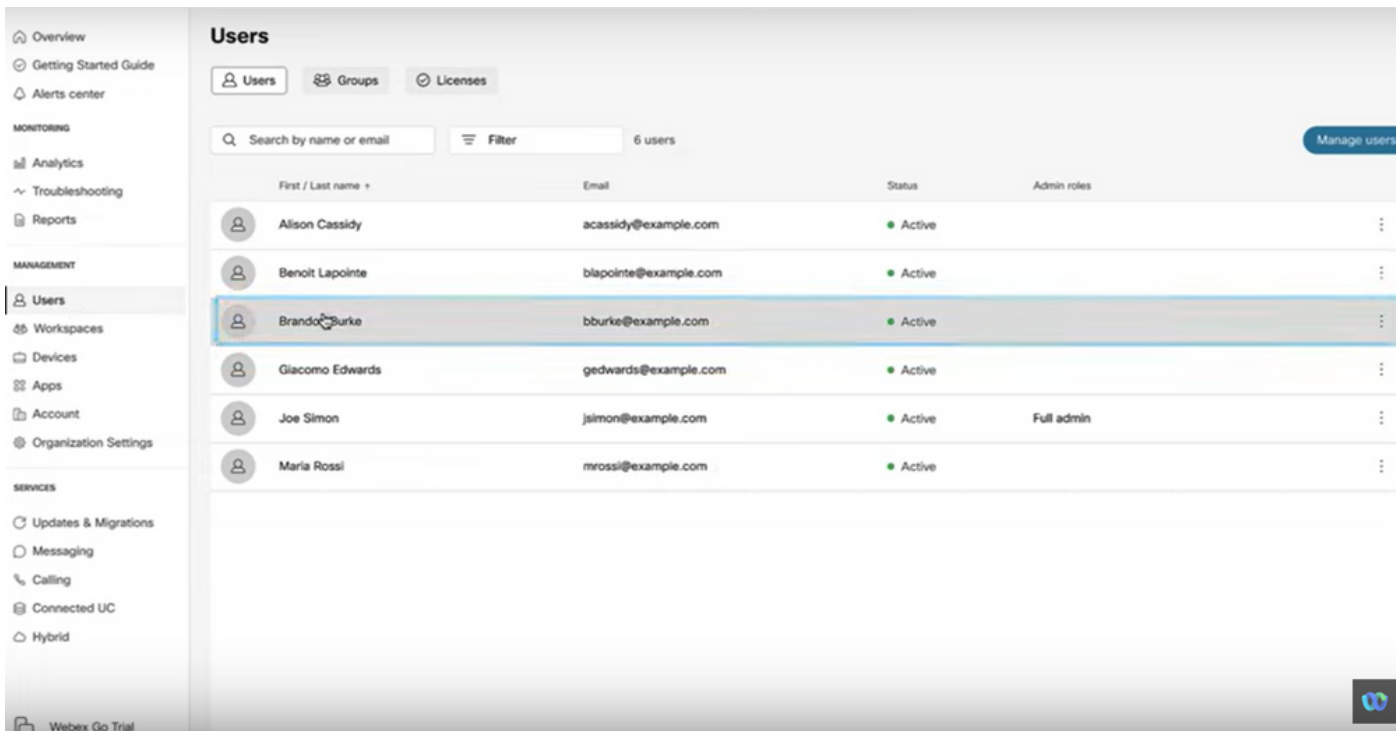 Overview
Getting Started Guide
Alerts center
MONITORING
Analytics
Troubleshooting
Reports
MANAGEMENT
Users
Workspaces
Devices
Apps
Account
Organization Settings
SERVICES
Updates & Migrations
Messaging
Calling
Connected UC
Hybrid
Webex Go Trial
Users
Users Groups Licenses
Search by name or email Filter 6 users Manage users
First / Last name ↑ Email Status Admin roles
Alison Cassidy acassidy@example.com Active
Benoit Lapointe blapointe@example.com Active
Brandon Burke bburke@example.com Active
Giacomo Edwards gedwards@example.com Active
Joe Simon jsimon@example.com Active Full admin
Maria Rossi mrossi@example.com Active